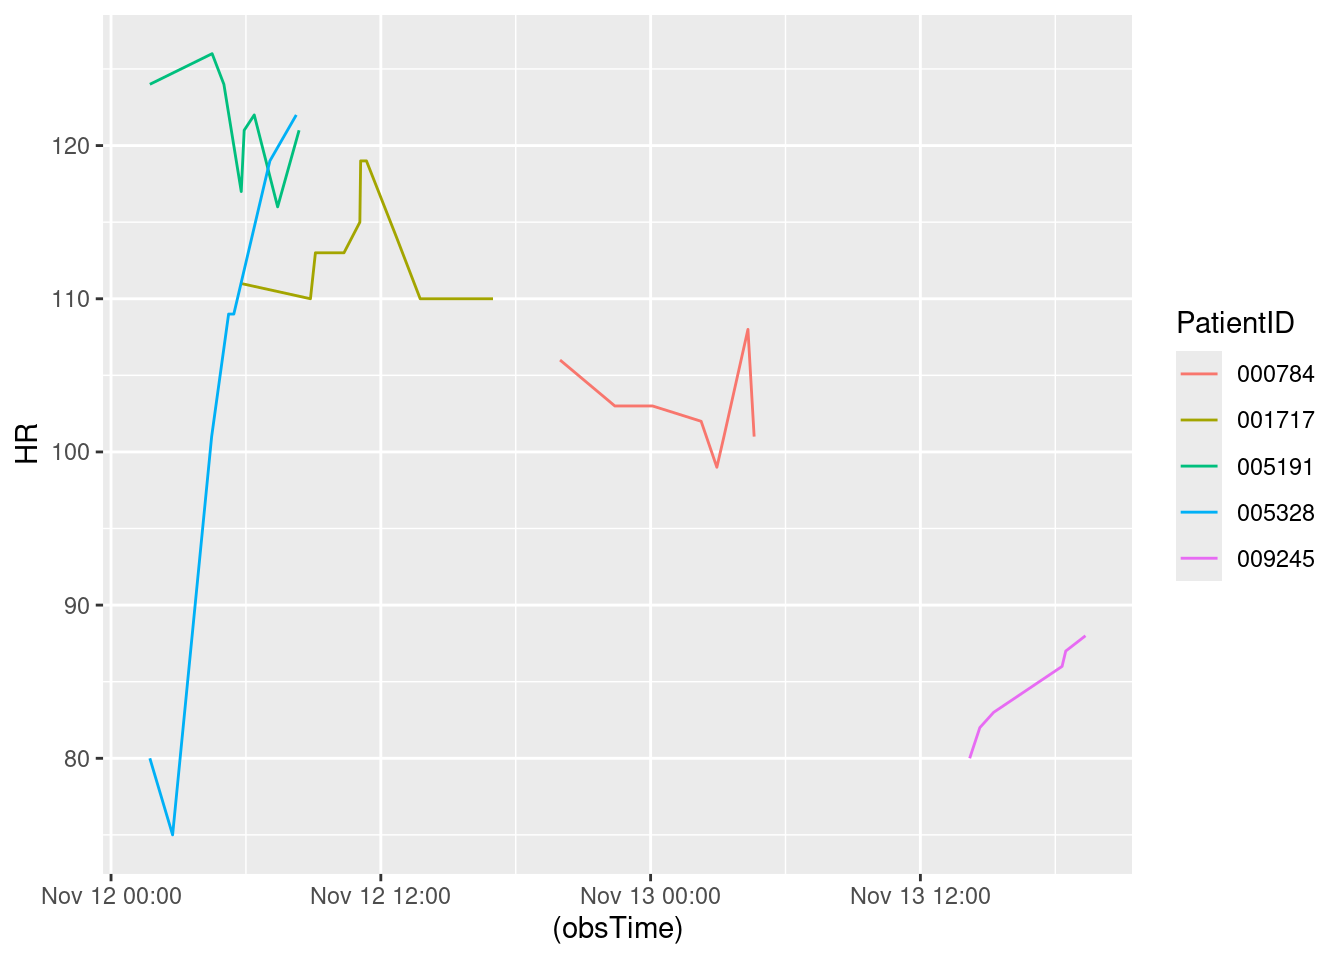 HR
120
110
100
90
80
Nov 12 00:00
Nov 12 12:00
Nov 13 00:00
Nov 13 12:00
(obsTime)
PatientID
000784
001717
005191
005328
009245